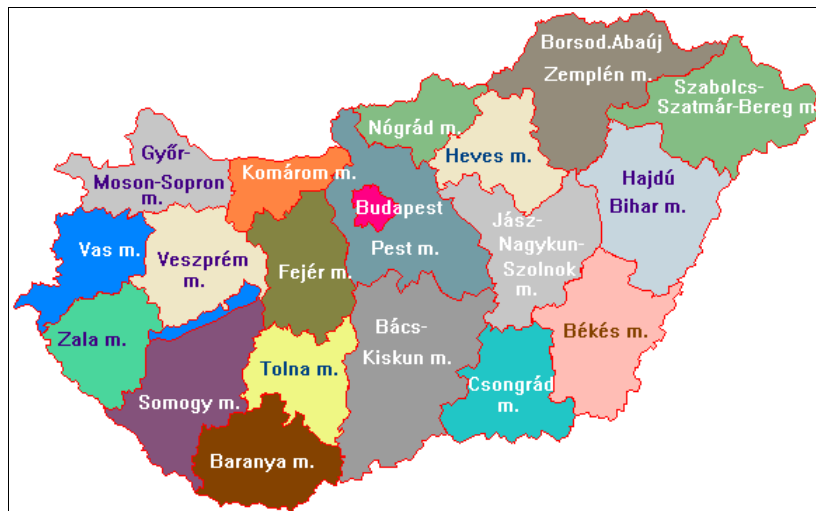 Borsod.Abaúj
Zemplén m.
Szabolcs-
Szatmár-Bereg m.
Nógrád m.
Heves m.
Győr-
Moson-Sopron
m.
Komárom m.
Hajdú
Bihar m.
Budapest
Pest m.
Jász-
Nagykun-
Szolnok
m.
Vas m.
Veszprém
m.
Fejér m.
Zala m.
Bács-
Kiskun m.
Békés m.
Tolna m.
Csongrád
m.
Somogy m.
Baranya m.